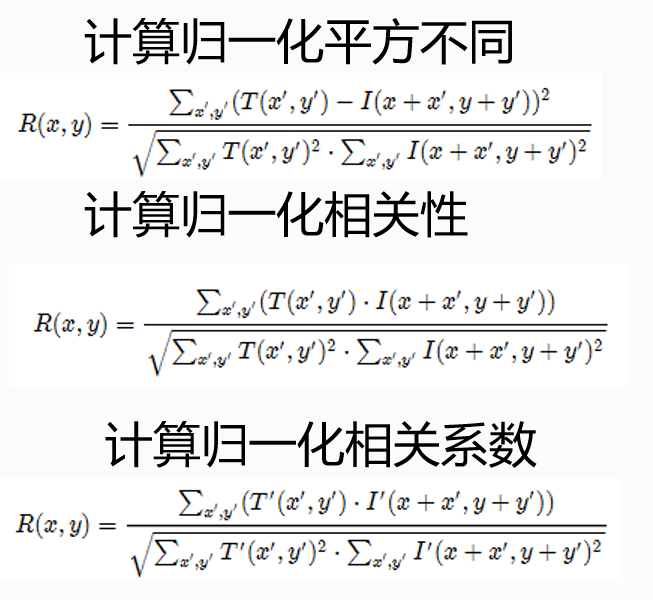 计算归一化平方不同
R(x, y) = \frac{\sum_{x',y'} (T(x', y') - I(x + x', y + y'))^2}{\sqrt{\sum_{x',y'} T(x', y')^2 \cdot \sum_{x',y'} I(x + x', y + y')^2}}
计算归一化相关性
R(x, y) = \frac{\sum_{x',y'} (T(x', y') \cdot I(x + x', y + y'))}{\sqrt{\sum_{x',y'} T(x', y')^2 \cdot \sum_{x',y'} I(x + x', y + y')^2}}
计算归一化相关系数
R(x, y) = \frac{\sum_{x',y'} (T'(x', y') \cdot I'(x + x', y + y'))}{\sqrt{\sum_{x',y'} T'(x', y')^2 \cdot \sum_{x',y'} I'(x + x', y + y')^2}}